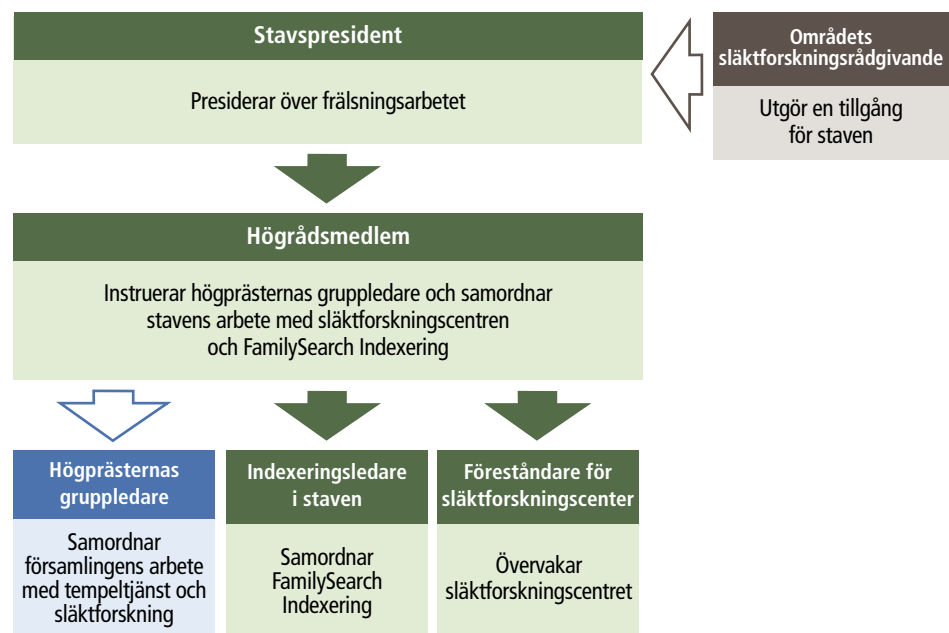 Stavspresident
Presiderar över frälsningsarbetet
Områdets
släktforskningsrådgivande
Utgör en tillgång
för staven
Högrådsmedlem
Instruerar högprästernas gruppledare och samordnar
stavens arbete med släktforskningscentren
och FamilySearch Indexering
Högprästernas
gruppledare
Samordnar
församlingens arbete
med tempeltjänst och
släktforskning
Indexeringsledare
i staven
Samordnar
FamilySearch
Indexering
Föreståndare för
släktforskningscenter
Övervakar
släktforskningscentret